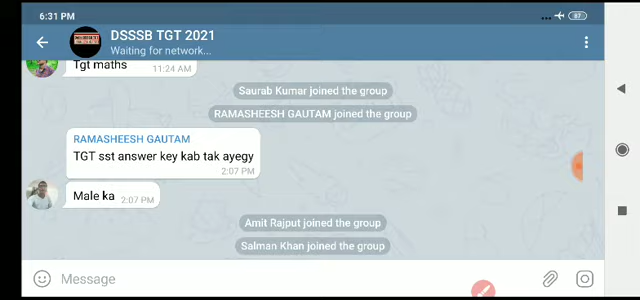 6:31 PM
87
DSSSB TGT 2021
Waiting for network...
Tgt maths
11:24 AM
Saurab Kumar joined the group
RAMASHEESH GAUTAM joined the group
RAMASHEESH GAUTAM
TGT sst answer key kab tak ayegy
2:07 PM
Male ka 2:07 PM
Amit Rajput joined the group
Salman Khan joined the group
Message